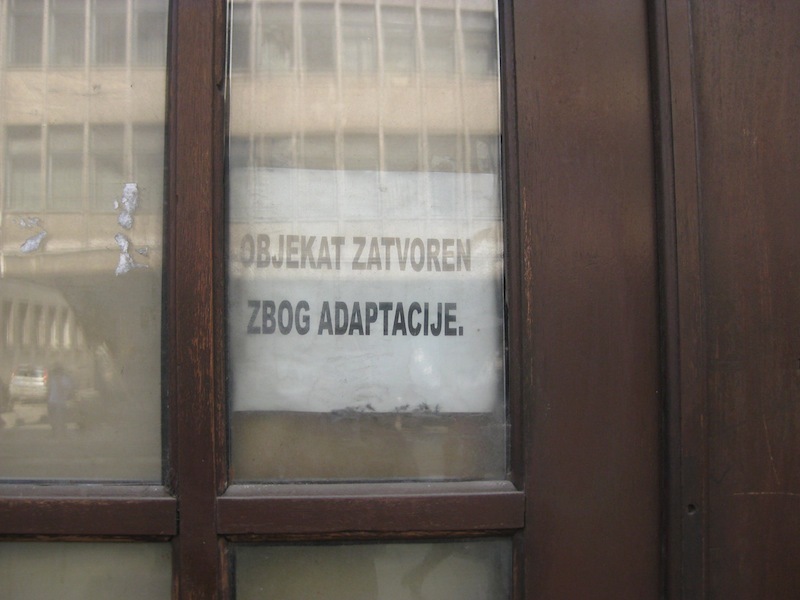 OBJEKAT ZATVOREN
ZBOG ADAPTACIJE.